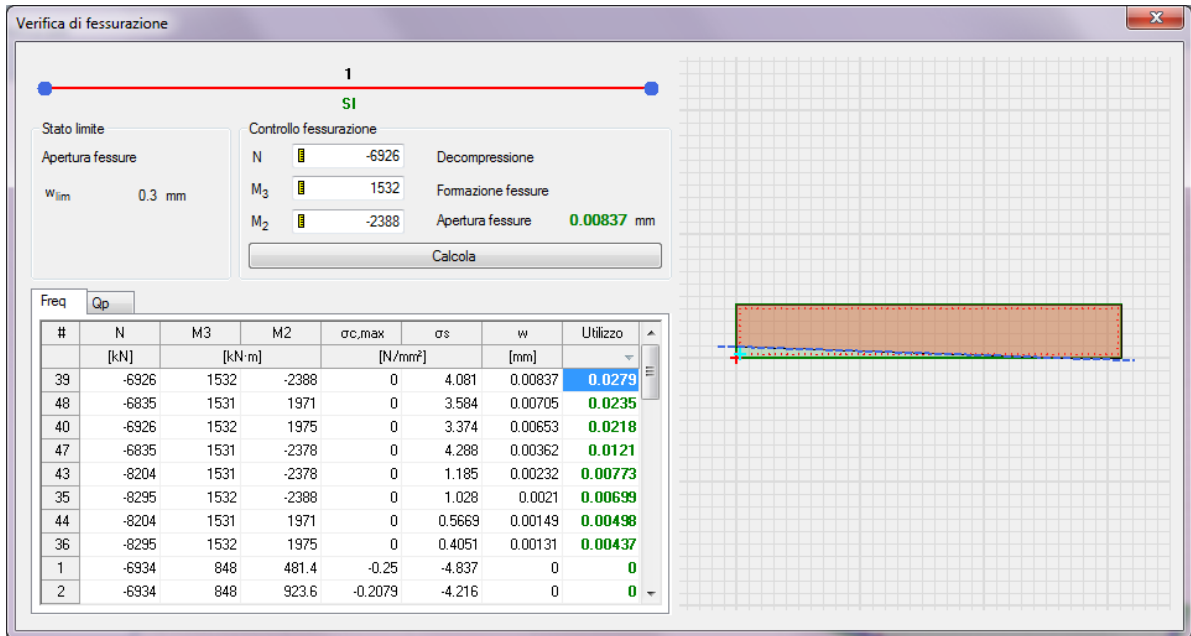 Verifica di fessurazione
1
SI
Stato limite
Apertura fessure
wlim 0.3 mm
Controllo fessurazione
N -6926 Decompressione
M3 1532 Formazione fessure
M2 -2388 Apertura fessure 0.00837 mm
Calcola
Freq Qp
# N M3 M2 σc,max σs w Utilizzo
[kN] [kN·m] [N/mm²] [mm]
39 -6926 1532 -2388 0 4.081 0.00837 0.0279
48 -6835 1531 1971 0 3.584 0.00705 0.0235
40 -6926 1532 1975 0 3.374 0.00653 0.0218
47 -6835 1531 -2378 0 4.288 0.00362 0.0121
43 -8204 1531 -2378 0 1.185 0.00232 0.00773
35 -8295 1532 -2388 0 1.028 0.0021 0.00699
44 -8204 1531 1971 0 0.5669 0.00149 0.00498
36 -8295 1532 1975 0 0.4051 0.00131 0.00437
1 -6934 848 481.4 -0.25 -4.837 0 0
2 -6934 848 923.6 -0.2079 -4.216 0 0